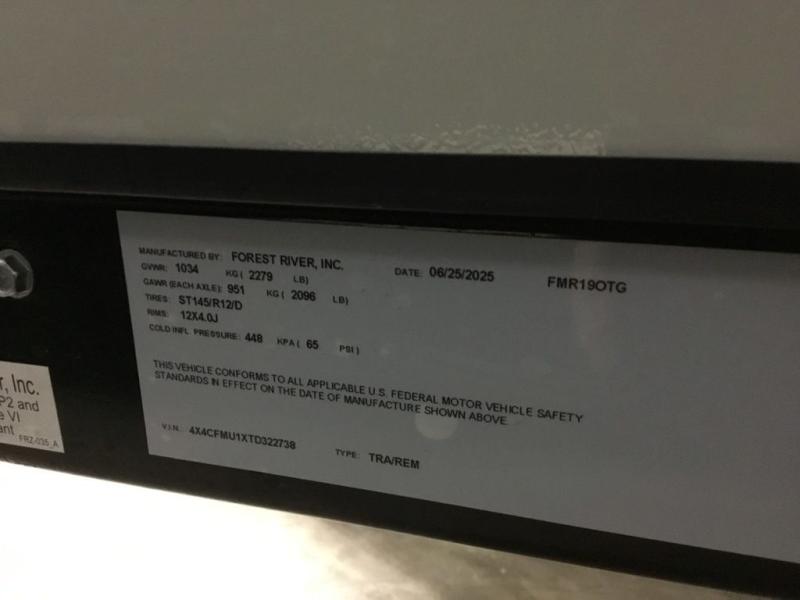 MANUFACTURED BY: FOREST RIVER, INC. DATE: 06/25/2025 FMR19OTG
GVWR: 1034 KG ( 2279 LB)
GAWR (EACH AXLE): 951 KG ( 2096 LB)
TIRES: ST145/R12/D
RIMS: 12X4.0J
COLD INFL. PRESSURE: 448 KPA ( 65 PSI )
THIS VEHICLE CONFORMS TO ALL APPLICABLE U.S. FEDERAL MOTOR VEHICLE SAFETY
STANDARDS IN EFFECT ON THE DATE OF MANUFACTURE SHOWN ABOVE.
V.I.N.: 4X4CFMU1XTD322738 TYPE: TRA/REM
r, Inc.
P2 and
e VI
ant FRZ-035_A